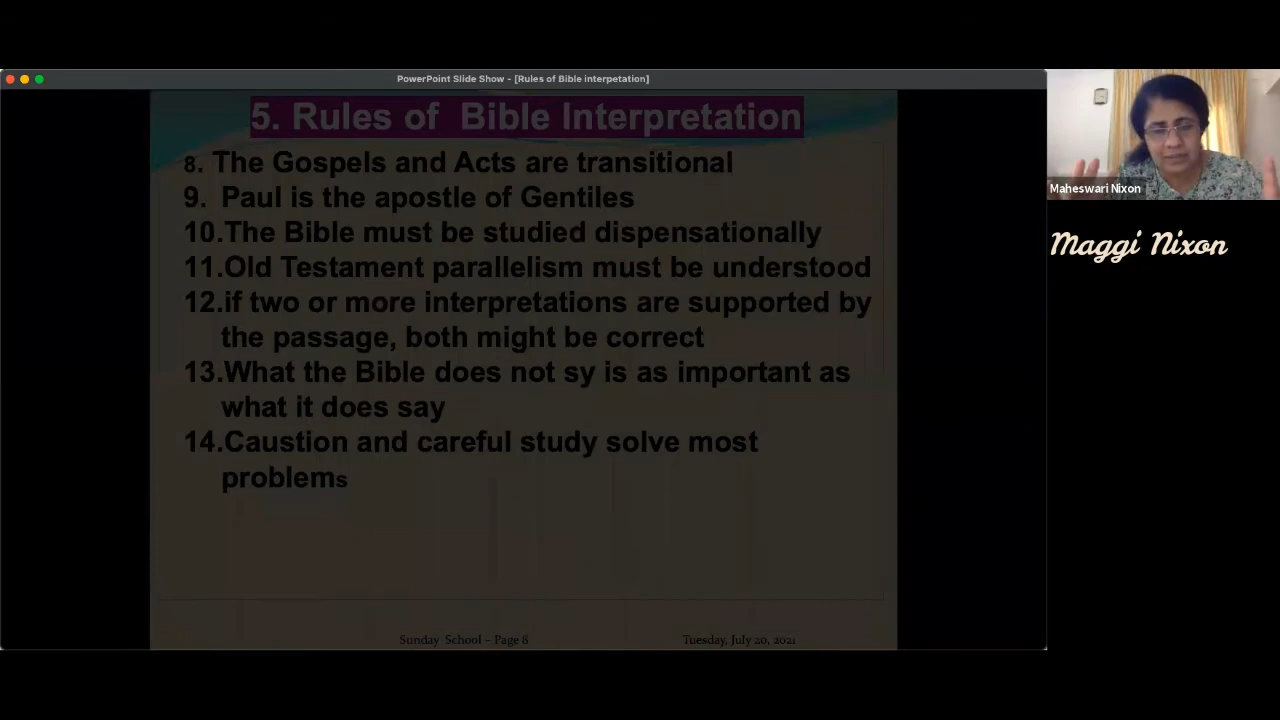 PowerPoint Slide Show - [Rules of Bible interpetation]
5. Rules of Bible Interpretation
8. The Gospels and Acts are transitional
9. Paul is the apostle of Gentiles
10.The Bible must be studied dispensationally
11.Old Testament parallelism must be understood
12.if two or more interpretations are supported by
the passage, both might be correct
13.What the Bible does not sy is as important as
what it does say
14.Caustion and careful study solve most
problems
Sunday School – Page 8
Tuesday, July 20, 2021
Maheswari Nixon
Maggi Nixon